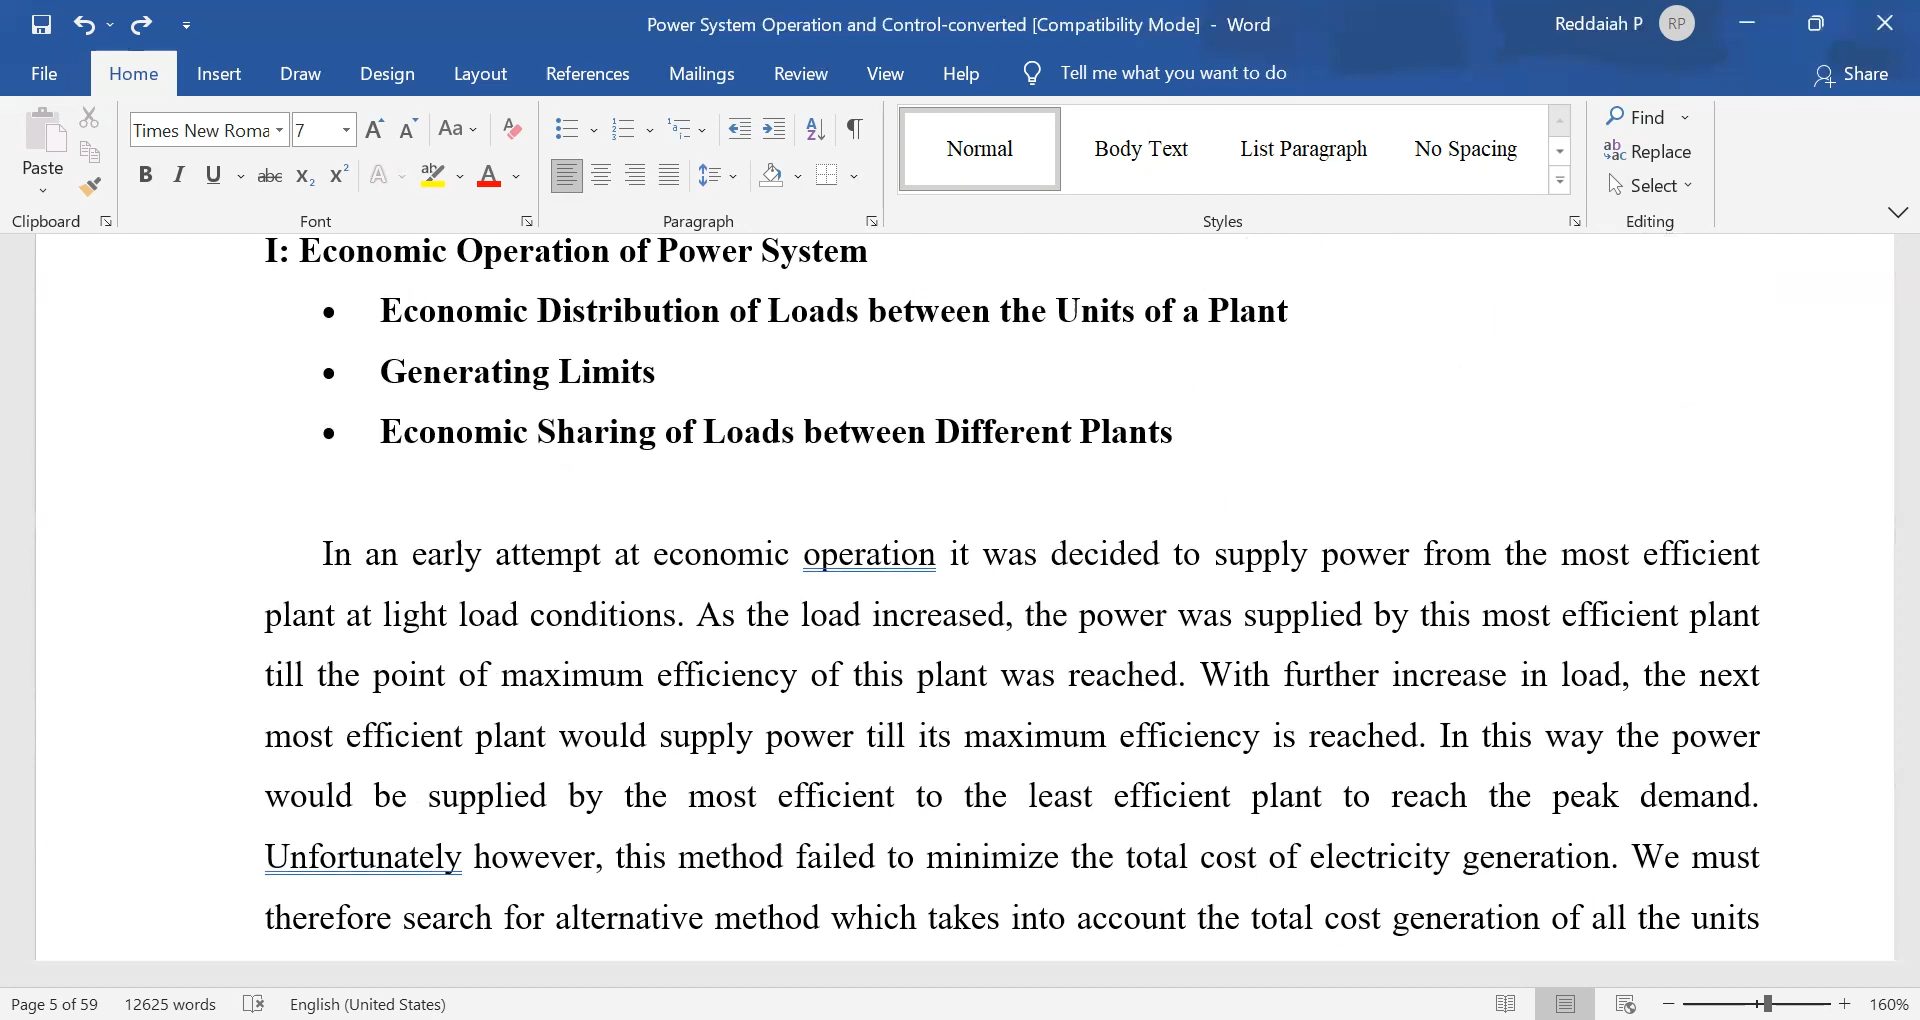 Power System Operation and Control-converted [Compatibility Mode] - Word
Reddaiah P
RP
File
Home
Insert
Draw
Design
Layout
References
Mailings
Review
View
Help
Tell me what you want to do
Share
Paste
Clipboard
Times New Roma
7
Font
Paragraph
Normal
Body Text
List Paragraph
No Spacing
Styles
Find
Replace
Select
Editing
I: Economic Operation of Power System
• Economic Distribution of Loads between the Units of a Plant
• Generating Limits
• Economic Sharing of Loads between Different Plants
In an early attempt at economic operation it was decided to supply power from the most efficient
plant at light load conditions. As the load increased, the power was supplied by this most efficient plant
till the point of maximum efficiency of this plant was reached. With further increase in load, the next
most efficient plant would supply power till its maximum efficiency is reached. In this way the power
would be supplied by the most efficient to the least efficient plant to reach the peak demand.
Unfortunately however, this method failed to minimize the total cost of electricity generation. We must
therefore search for alternative method which takes into account the total cost generation of all the units
Page 5 of 59
12625 words
English (United States)
160%